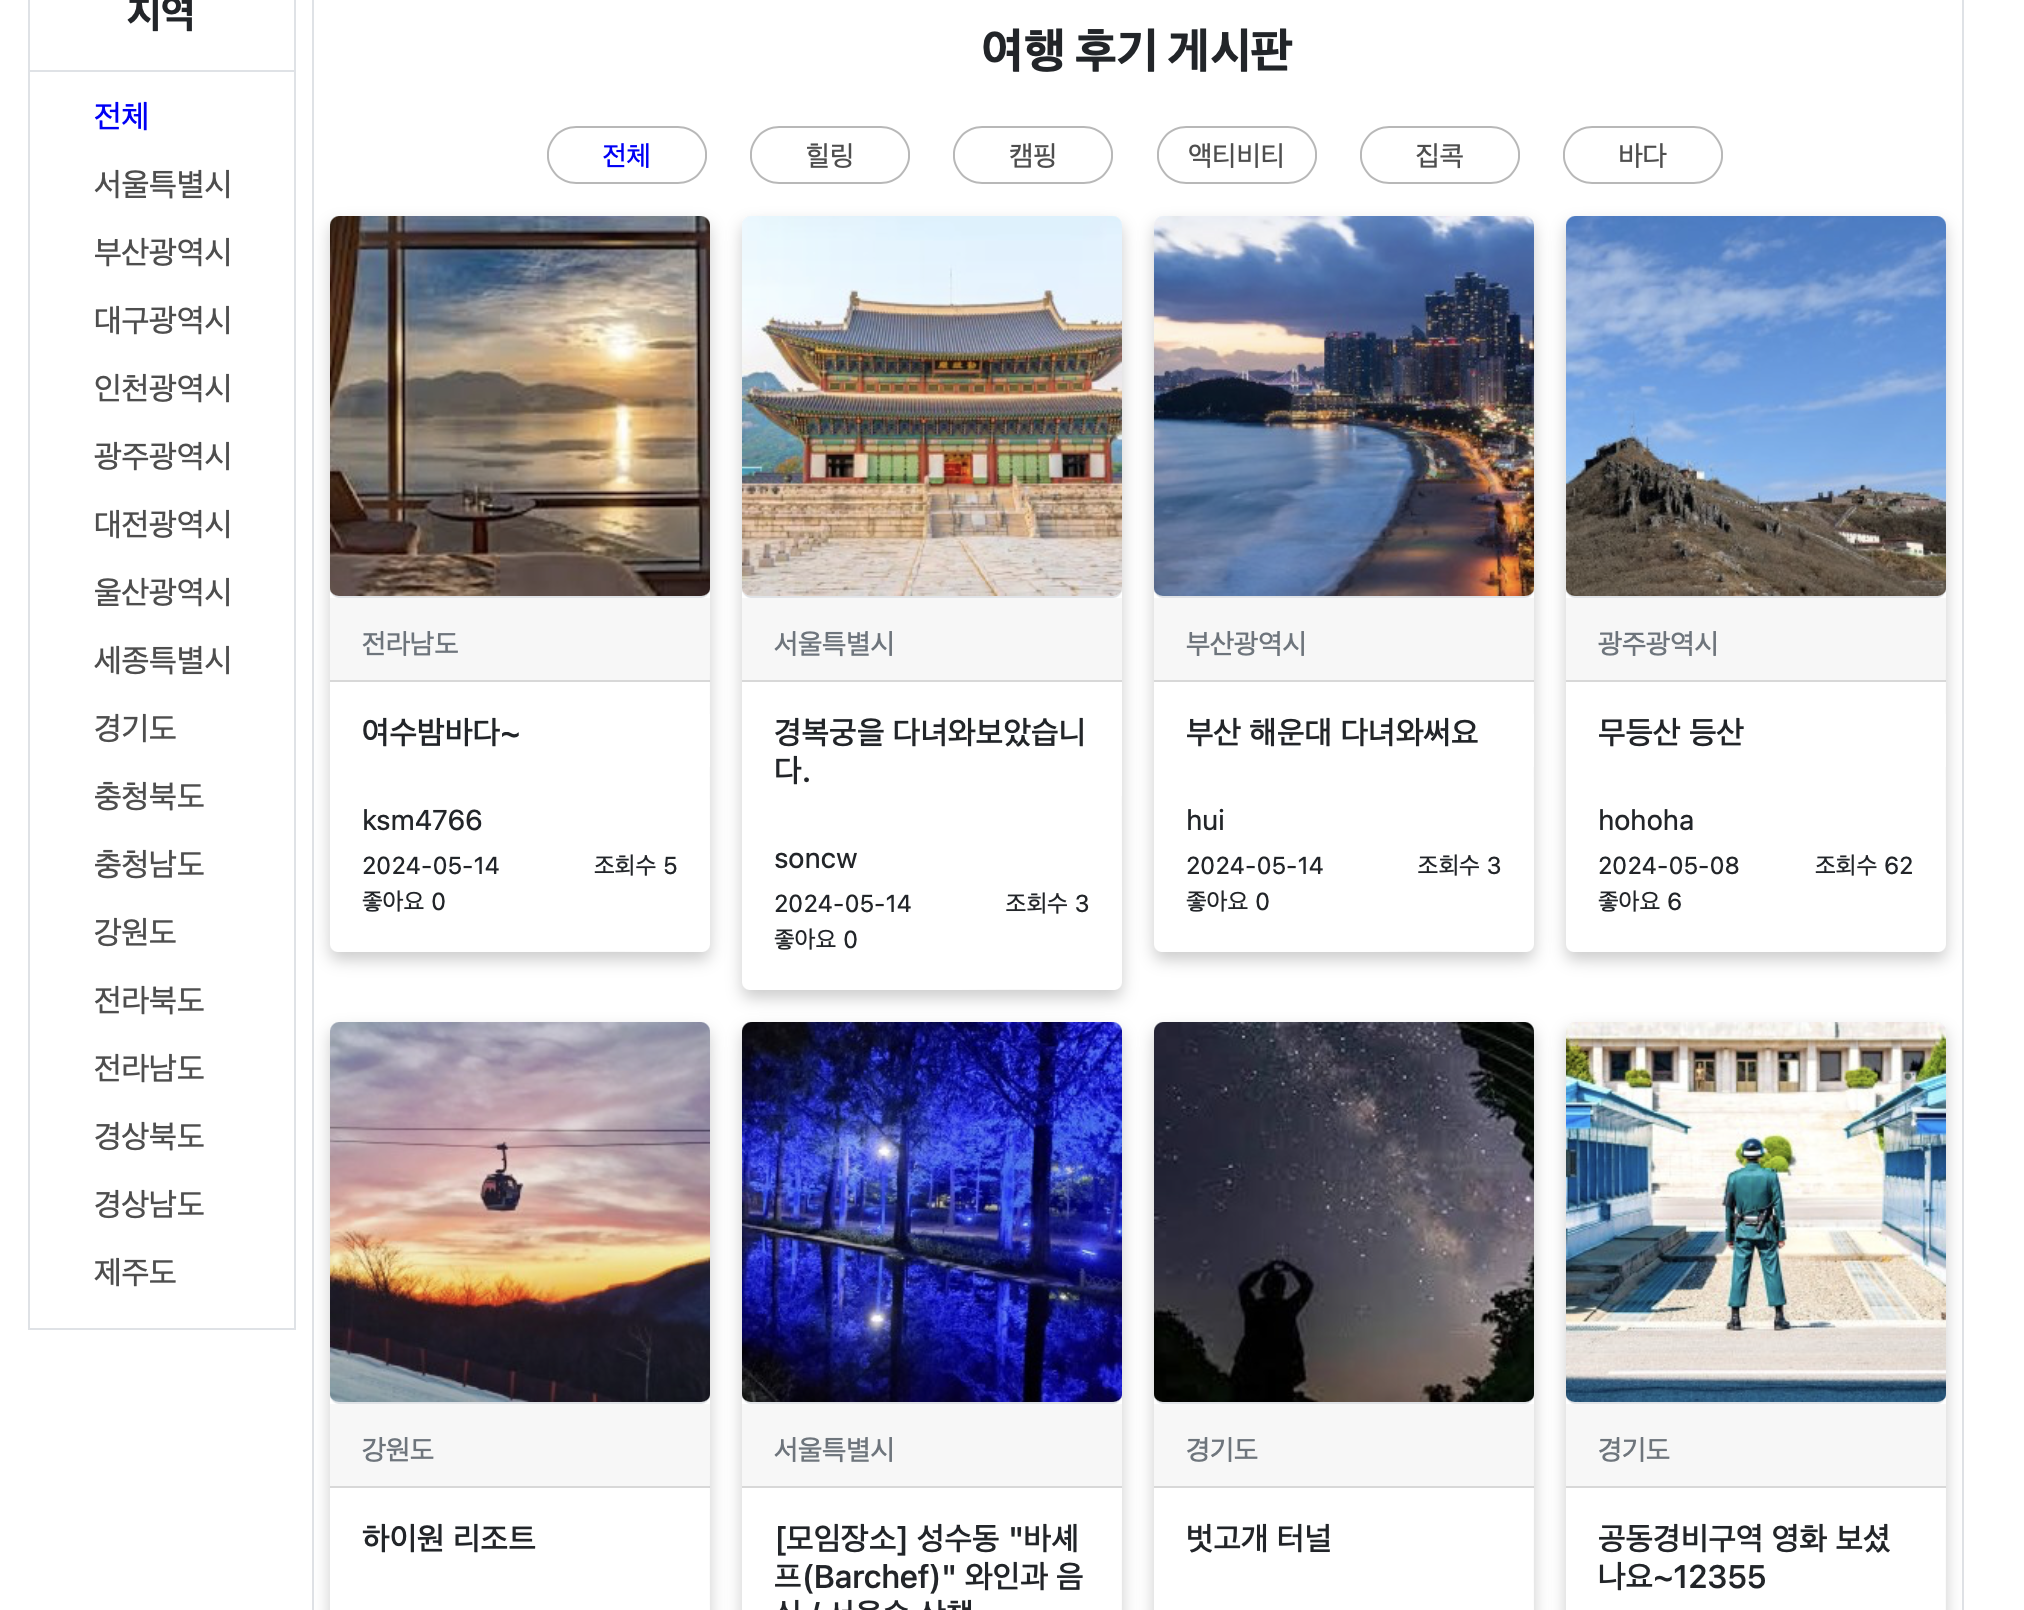 지역
전체
서울특별시
부산광역시
대구광역시
인천광역시
광주광역시
대전광역시
울산광역시
세종특별시
경기도
충청북도
충청남도
강원도
전라북도
전라남도
경상북도
경상남도
제주도
여행 후기 게시판
전체 힐링 캠핑 액티비티 집콕 바다
전라남도
여수밤바다~
ksm4766
2024-05-14 조회수 5
좋아요 0
서울특별시
경복궁을 다녀와보았습니
다.
soncw
2024-05-14 조회수 3
좋아요 0
부산광역시
부산 해운대 다녀와써요
hui
2024-05-14 조회수 3
좋아요 0
광주광역시
무등산 등산
hohoha
2024-05-08 조회수 62
좋아요 6
강원도
하이원 리조트
서울특별시
[모임장소] 성수동 "바셰
프(Barchef)" 와인과 음
식 / 서울숲 산책
경기도
벗고개 터널
경기도
공동경비구역 영화 보셨
나요~12355